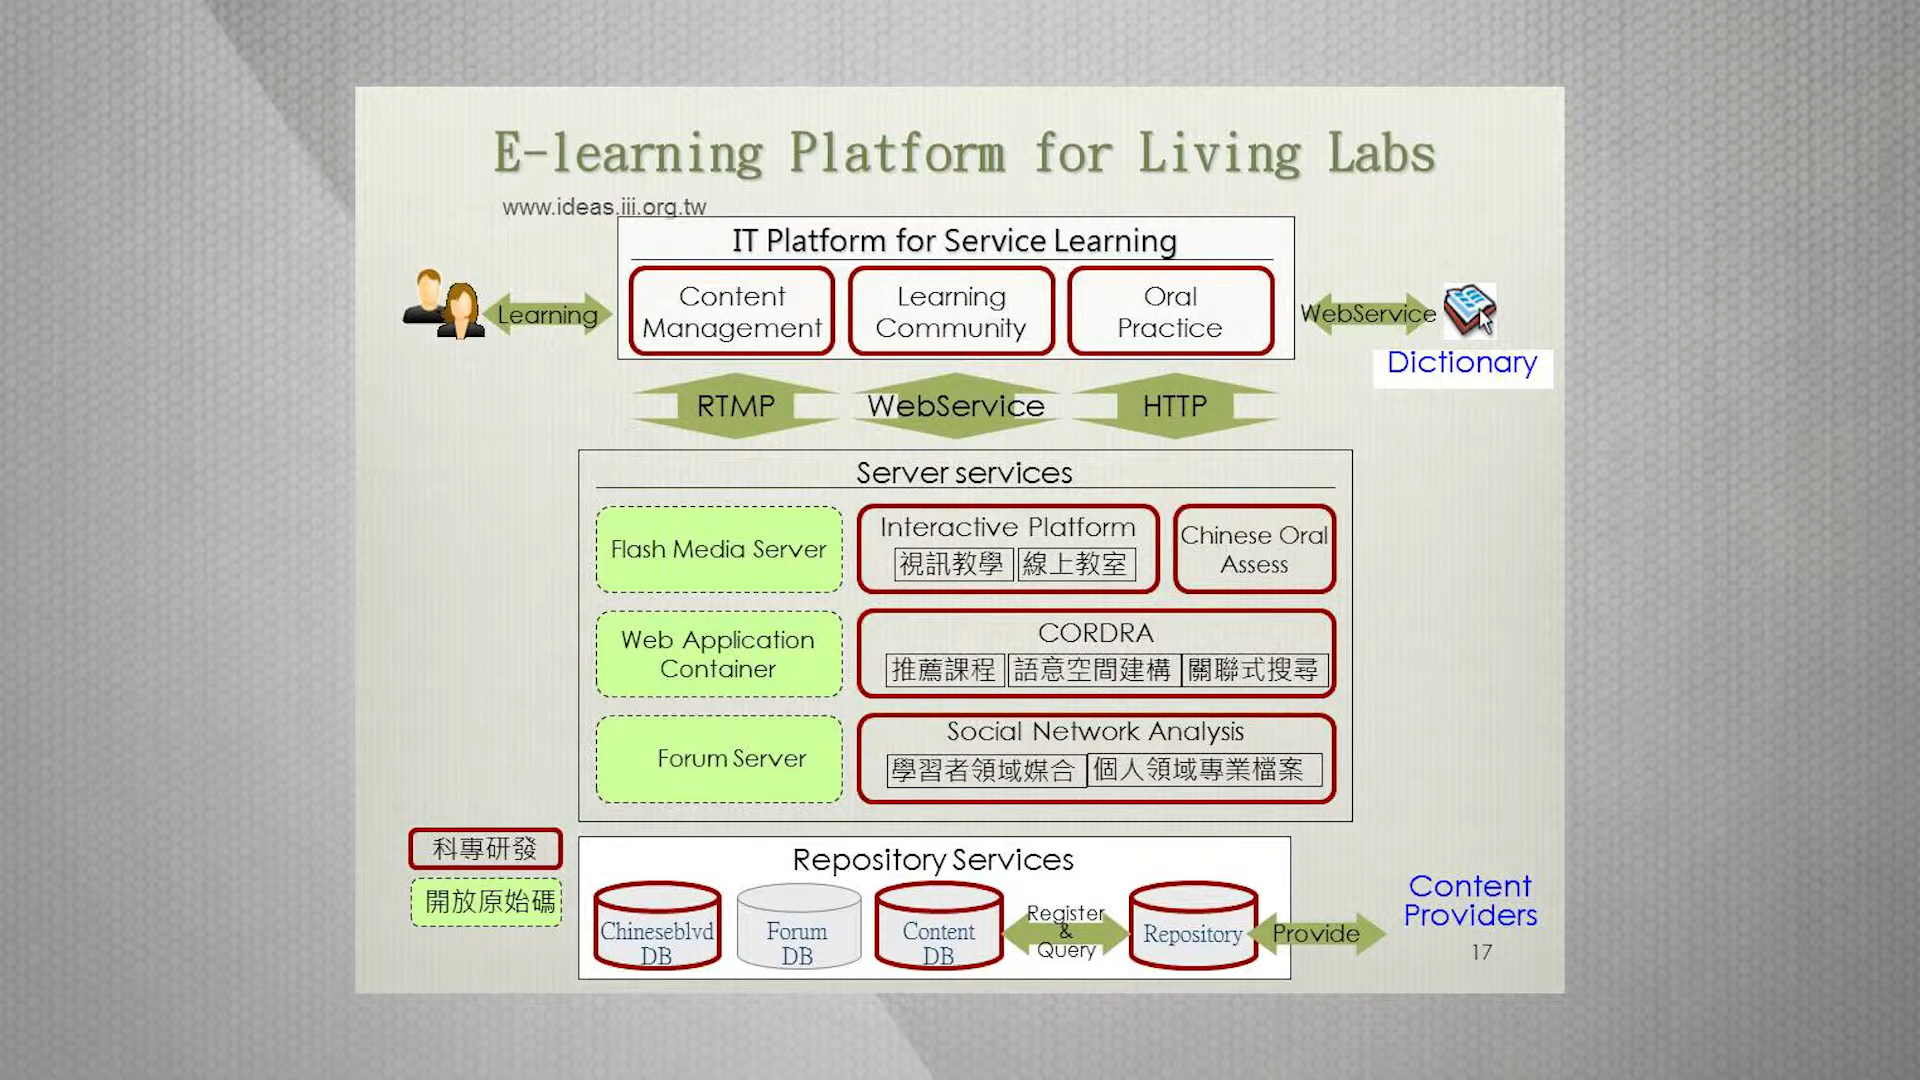 E-learning Platform for Living Labs
www.ideas.iii.org.tw
IT Platform for Service Learning
Content
Management
Learning
Community
Oral
Practice
Learning
WebService
Dictionary
RTMP
WebService
HTTP
Server services
Flash Media Server
Interactive Platform
視訊教學
線上教室
Chinese Oral
Assess
Web Application
Container
CORDRA
推薦課程
語意空間建構
關聯式搜尋
Forum Server
Social Network Analysis
學習者領域媒合
個人領域專業檔案
科專研發
開放原始碼
Repository Services
Chineseblvd
DB
Forum
DB
Content
DB
Register
&
Query
Repository
Provide
Content
Providers
17